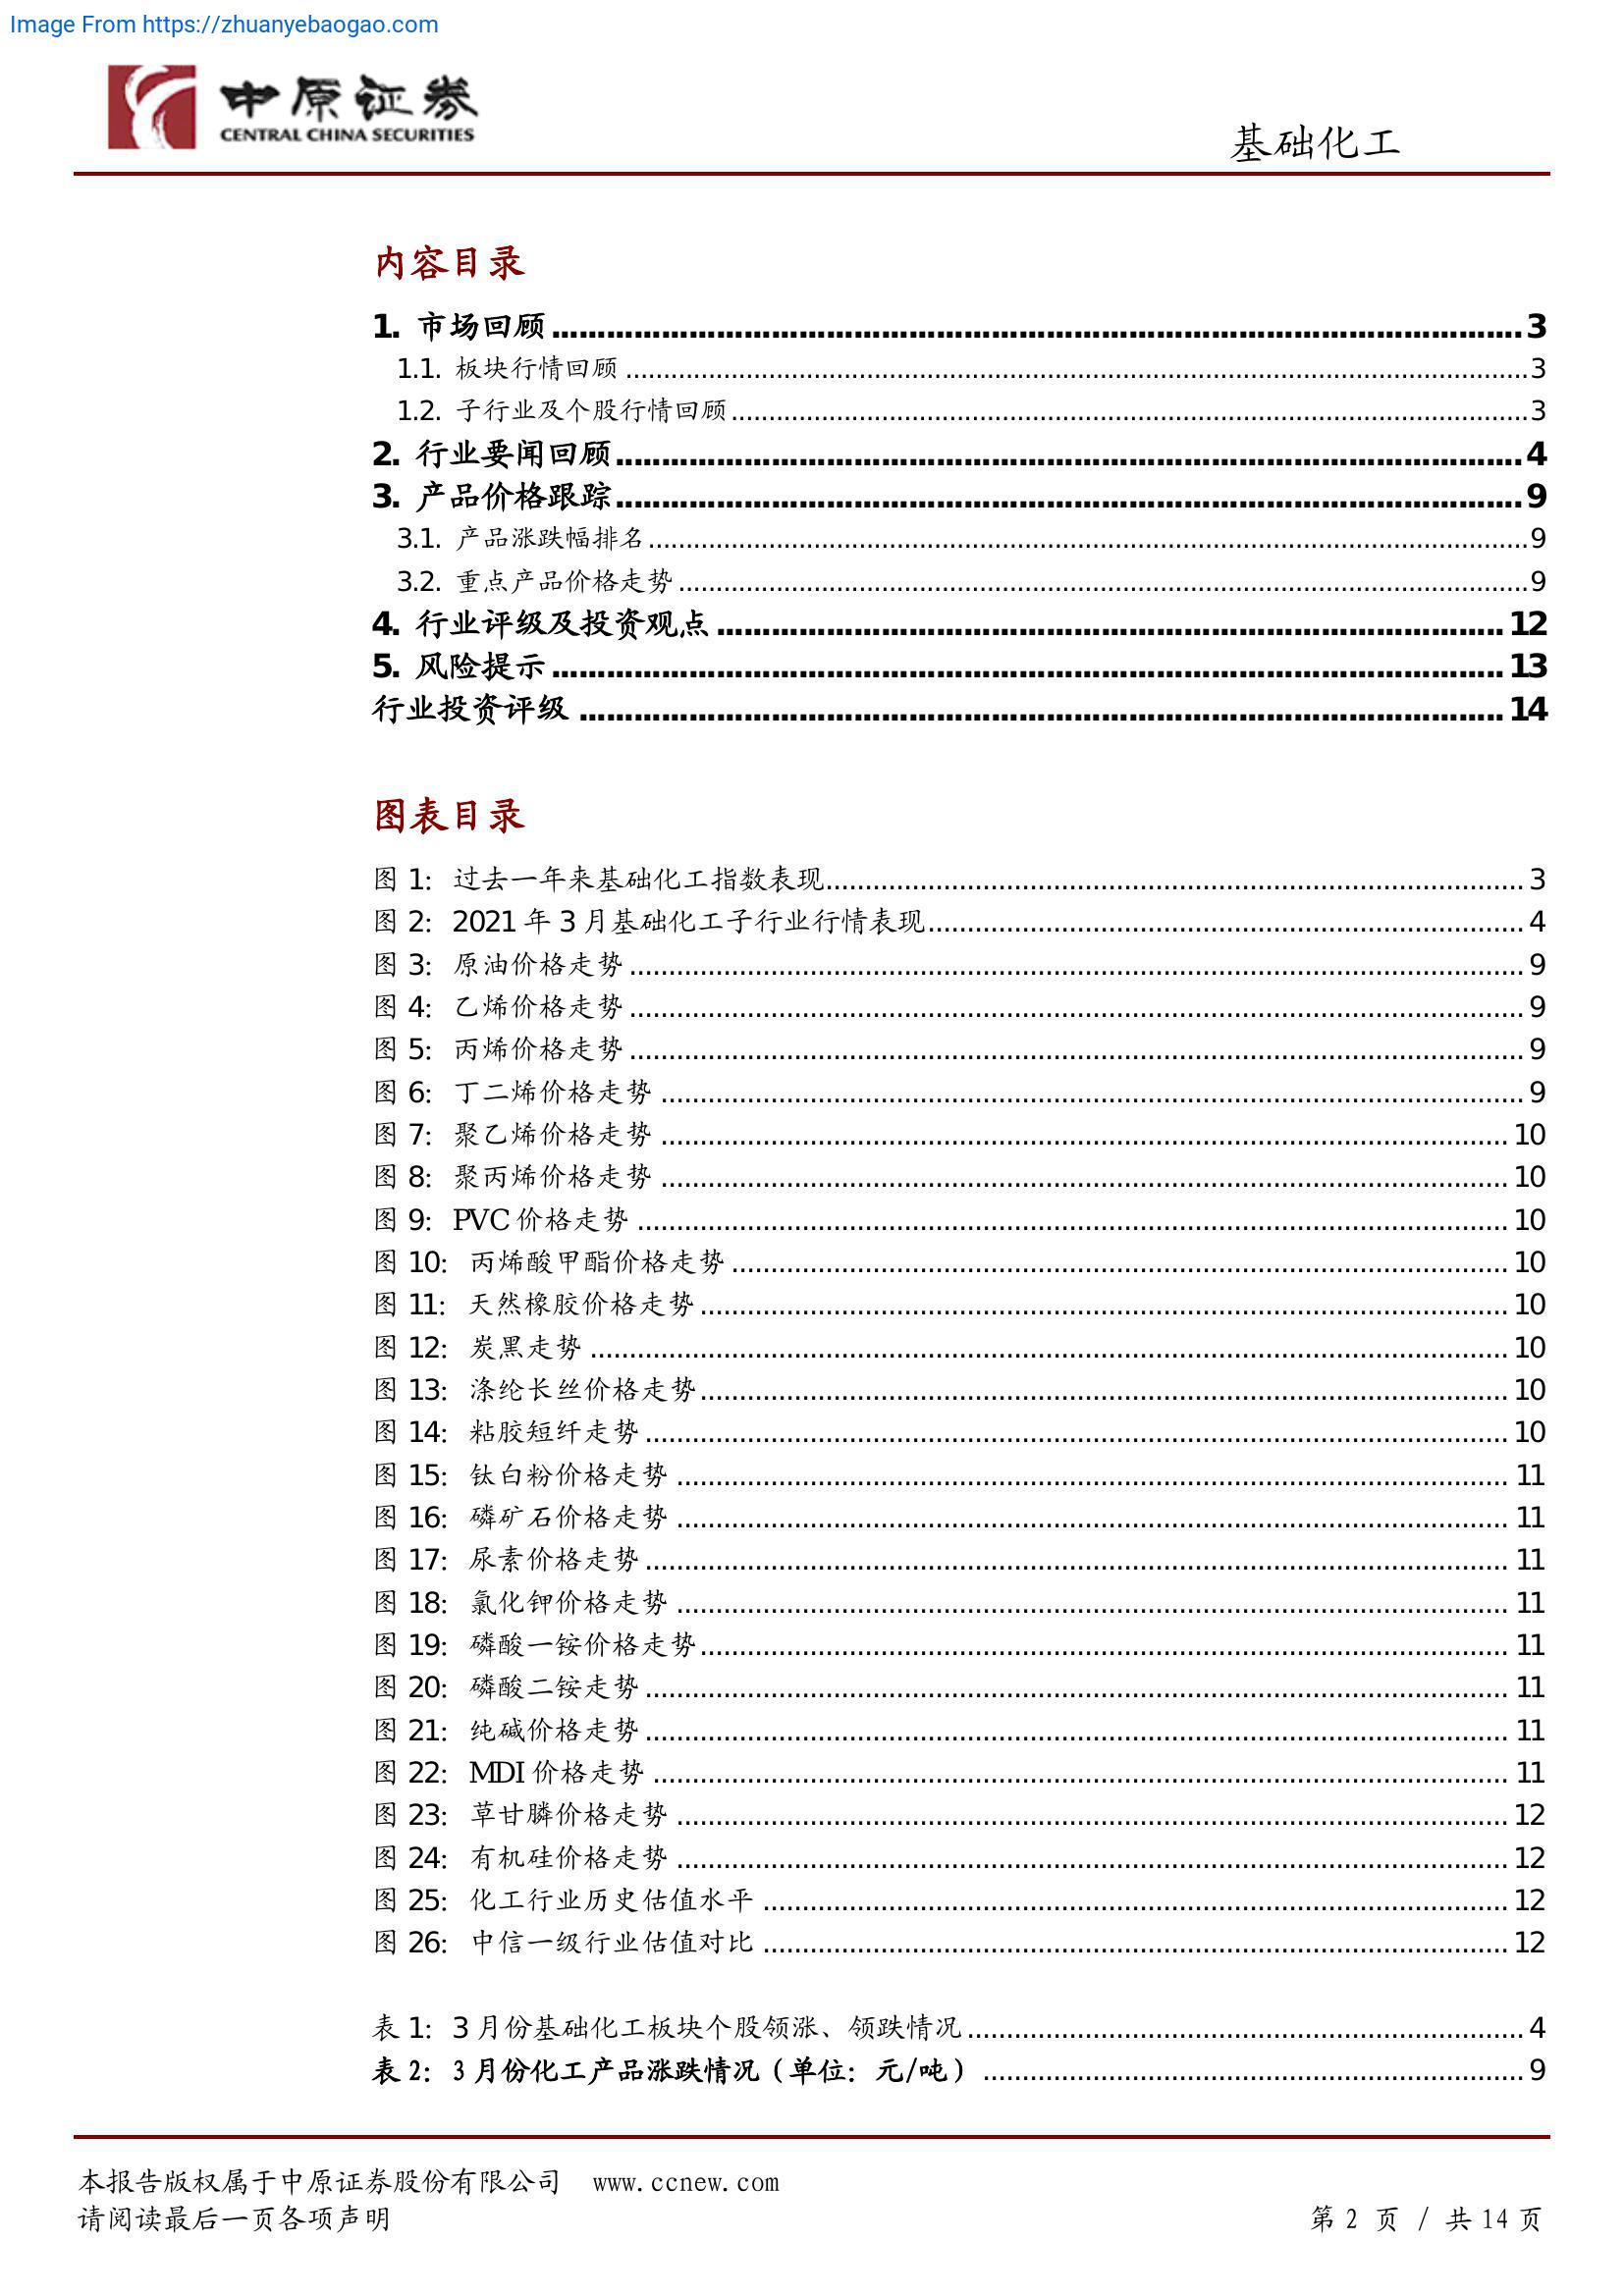 Image From https://zhuanyebaogao.com
中原证券
CENTRAL CHINA SECURITIES
基础化工
内容目录
1. 市场回顾 3
1.1. 板块行情回顾 3
1.2. 子行业及个股行情回顾 3
2. 行业要闻回顾 4
3. 产品价格跟踪 9
3.1. 产品涨跌幅排名 9
3.2. 重点产品价格走势 9
4. 行业评级及投资观点 12
5. 风险提示 13
行业投资评级 14
图表目录
图 1: 过去一年来基础化工指数表现 3
图 2: 2021 年 3 月基础化工子行业行情表现 4
图 3: 原油价格走势 9
图 4: 乙烯价格走势 9
图 5: 丙烯价格走势 9
图 6: 丁二烯价格走势 9
图 7: 聚乙烯价格走势 10
图 8: 聚丙烯价格走势 10
图 9: PVC 价格走势 10
图 10: 丙烯酸甲酯价格走势 10
图 11: 天然橡胶价格走势 10
图 12: 炭黑走势 10
图 13: 涤纶长丝价格走势 10
图 14: 粘胶短纤走势 10
图 15: 钛白粉价格走势 11
图 16: 磷矿石价格走势 11
图 17: 尿素价格走势 11
图 18: 氯化钾价格走势 11
图 19: 磷酸一铵价格走势 11
图 20: 磷酸二铵走势 11
图 21: 纯碱价格走势 11
图 22: MDI 价格走势 11
图 23: 草甘膦价格走势 12
图 24: 有机硅价格走势 12
图 25: 化工行业历史估值水平 12
图 26: 中信一级行业估值对比 12
表 1: 3 月份基础化工板块个股领涨、领跌情况 4
表 2: 3 月份化工产品涨跌情况（单位：元/吨） 9
本报告版权属于中原证券股份有限公司 www.ccnew.com
请阅读最后一页各项声明
第 2 页 / 共 14 页